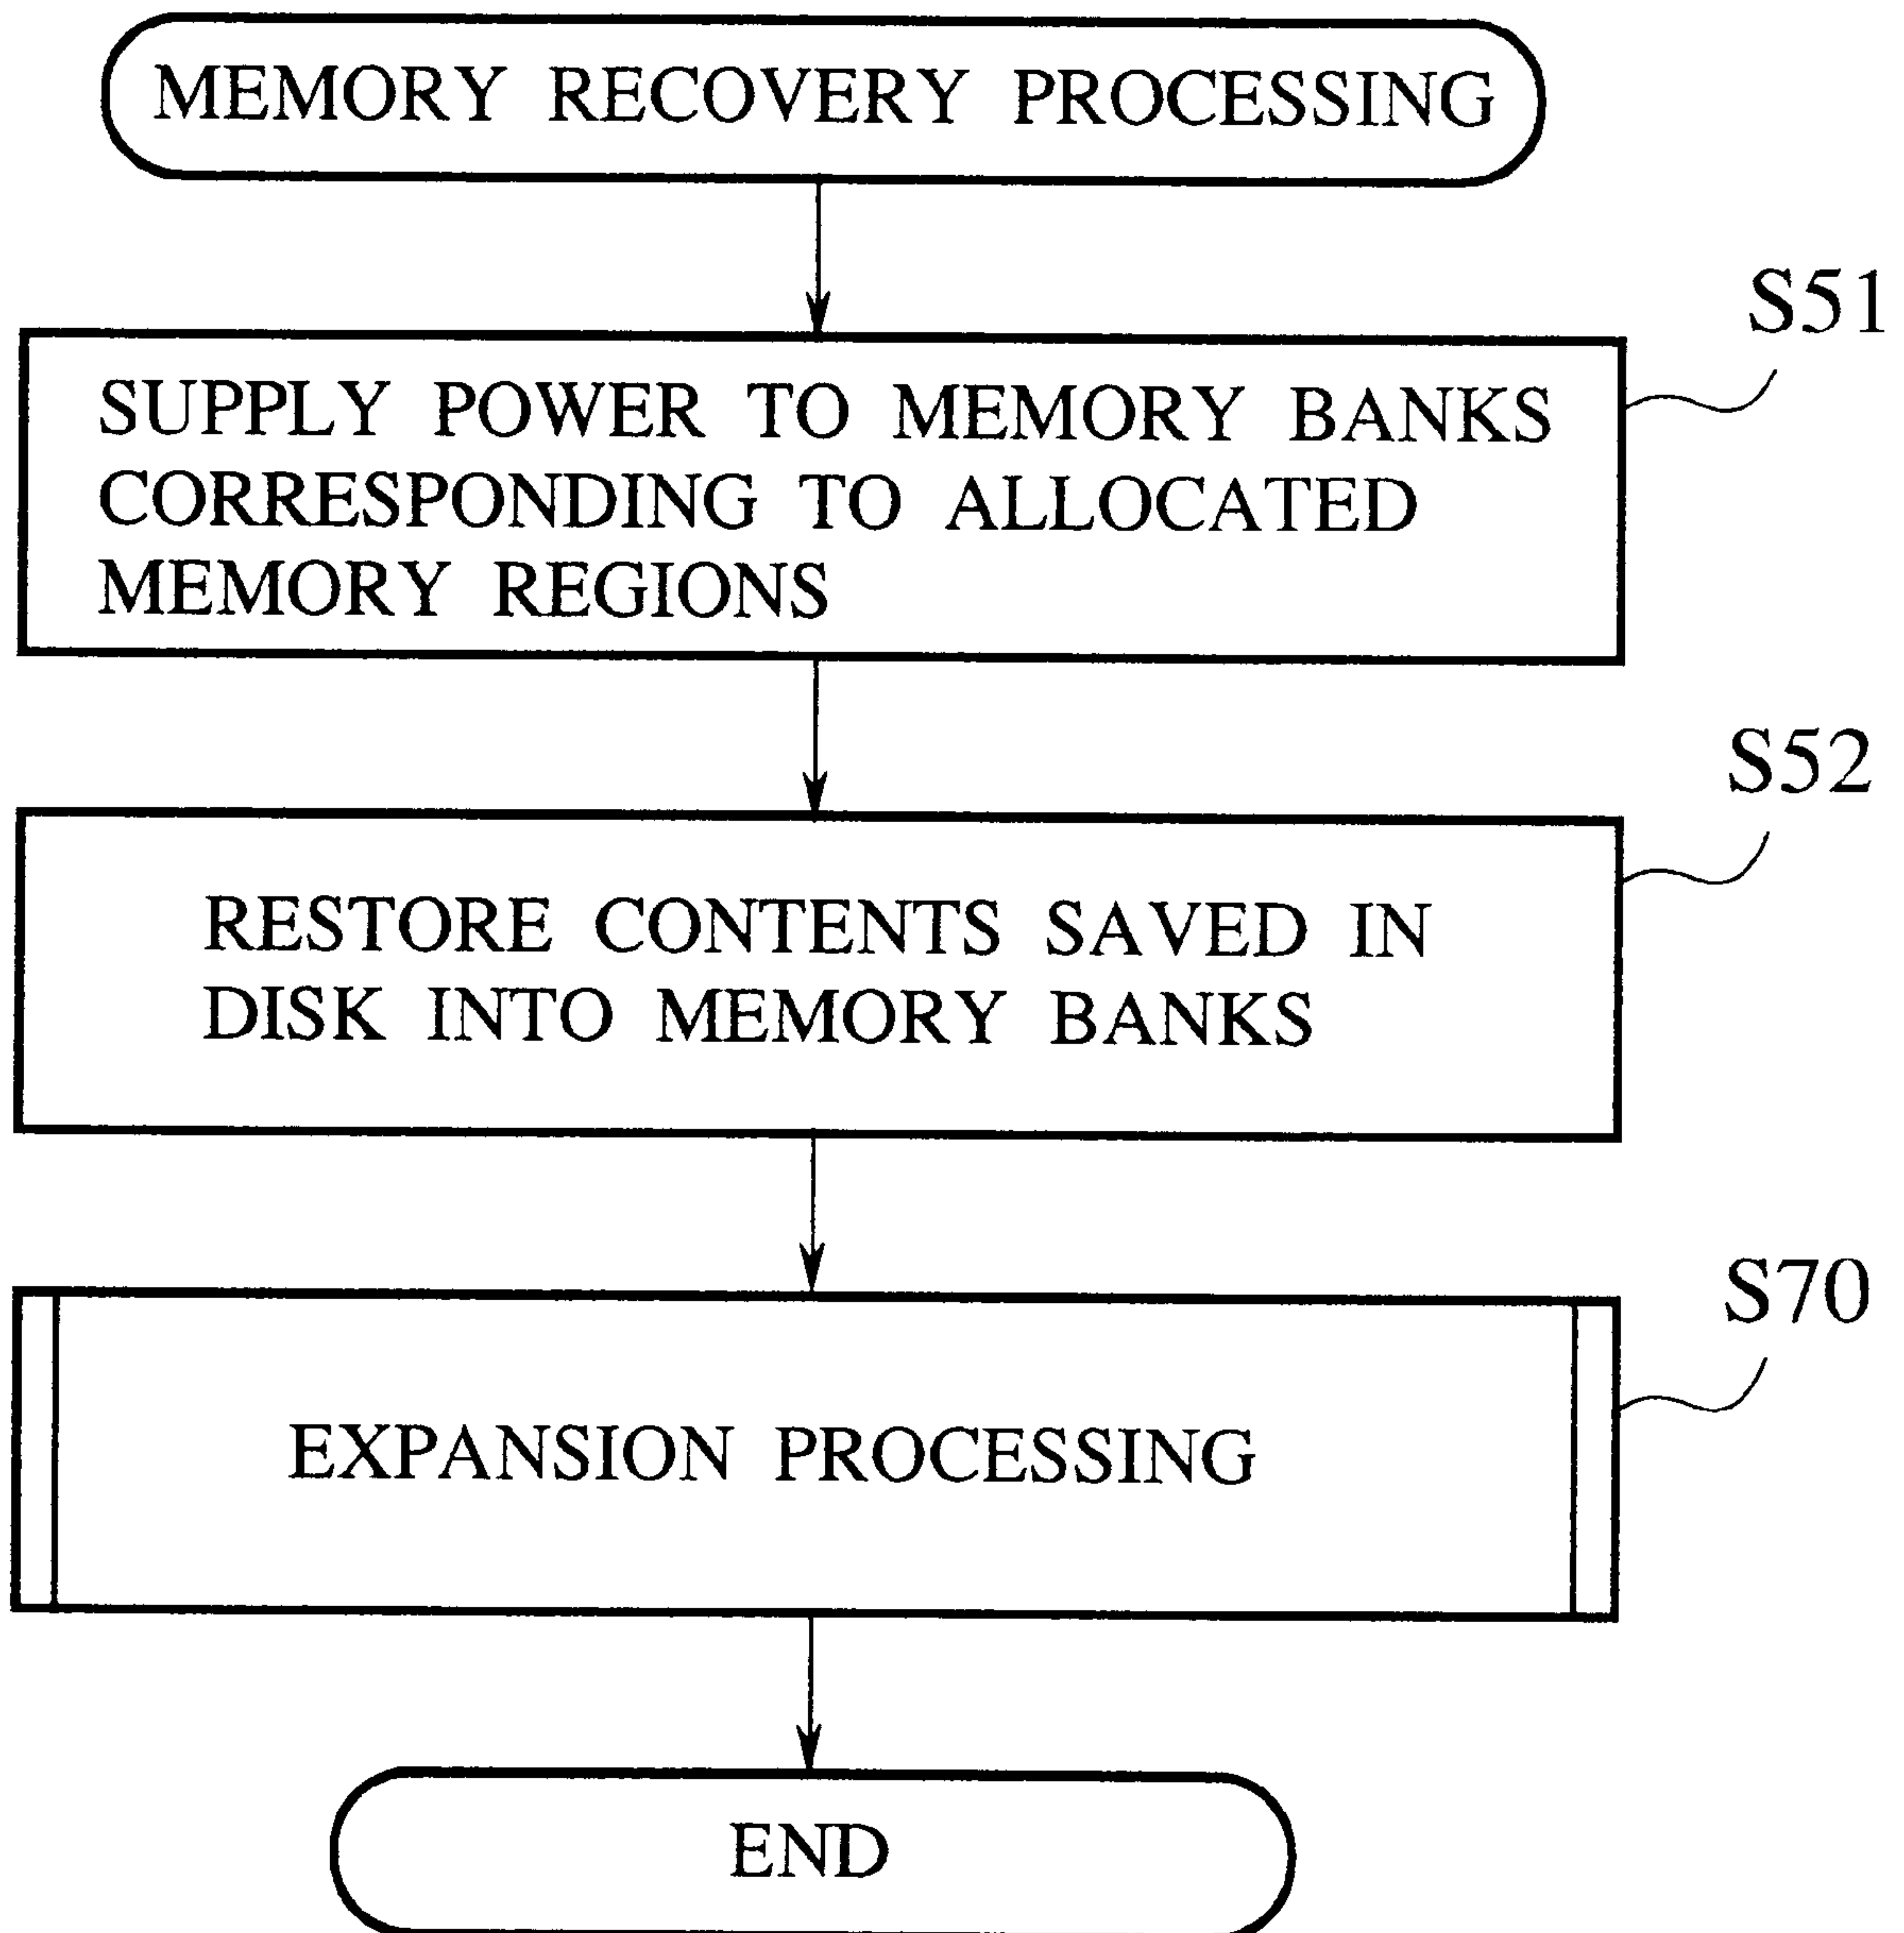 MEMORY RECOVERY PROCESSING
S51
SUPPLY POWER TO MEMORY BANKS
CORRESPONDING TO ALLOCATED
MEMORY REGIONS
S52
RESTORE CONTENTS SAVED IN
DISK INTO MEMORY BANKS
S70
EXPANSION PROCESSING
END